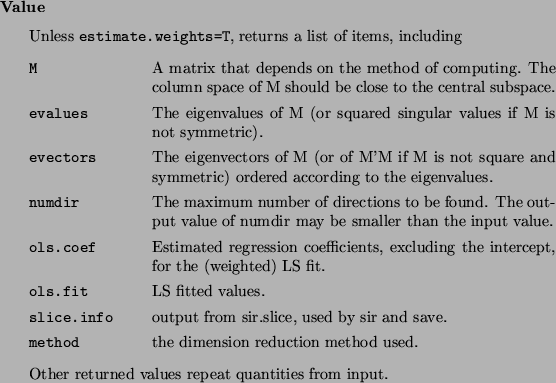 Value
Unless estimate.weights=T, returns a list of items, including
M A matrix that depends on the method of computing. The
column space of M should be close to the central subspace.
evalues The eigenvalues of M (or squared singular values if M is
not symmetric).
evectors The eigenvectors of M (or of M'M if M is not square and
symmetric) ordered according to the eigenvalues.
numdir The maximum number of directions to be found. The out-
put value of numdir may be smaller than the input value.
ols.coef Estimated regression coefficients, excluding the intercept,
for the (weighted) LS fit.
ols.fit LS fitted values.
slice.info output from sir.slice, used by sir and save.
method the dimension reduction method used.
Other returned values repeat quantities from input.